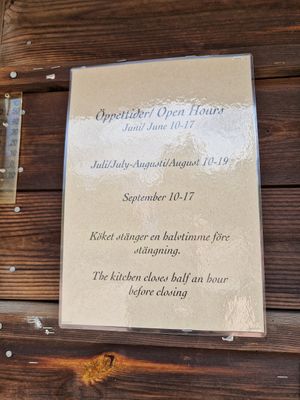 Öppettider/ Open Hours
Juni/ June 10-17
Juli/July-Augusti/August 10-19
September 10-17
Köket stänger en halvtimme före
stängning.
The kitchen closes half an hour
before closing